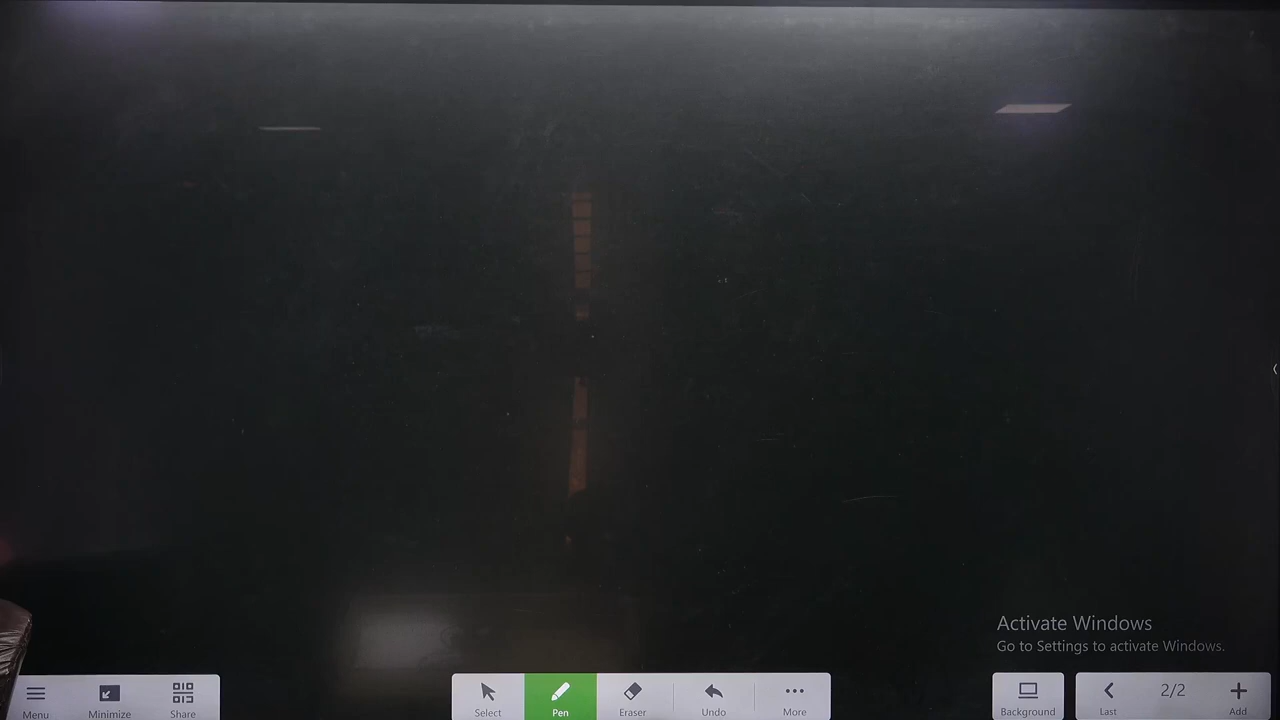 Activate Windows
Go to Settings to activate Windows.
Menu
Minimize
Share
Select
Pen
Eraser
Undo
More
Background
Last
2/2
Add